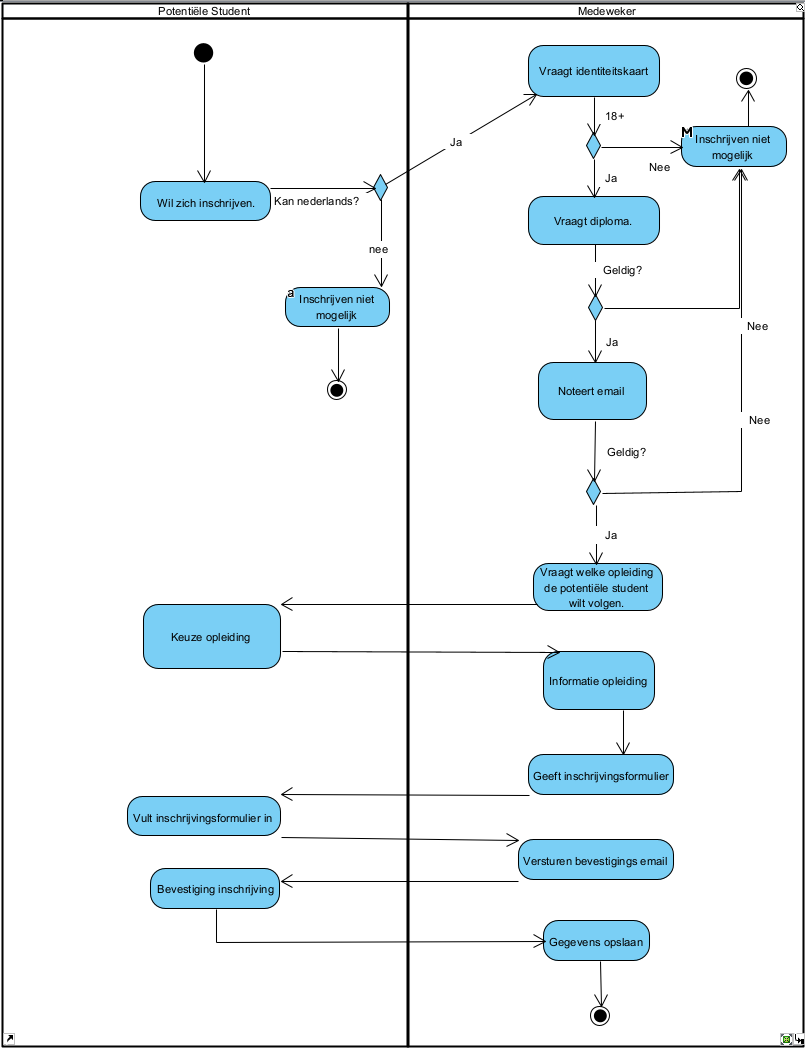 Potentiële Student
Medeweker
Vraagt identiteitskaart
18+
M
Inschrijven niet
mogelijk
Ja
Nee
Ja
Wil zich inschrijven.
Kan nederlands?
Vraagt diploma.
nee
Geldig?
a
Inschrijven niet
mogelijk
Nee
Ja
Noteert email
Nee
Geldig?
Ja
Vraagt welke opleiding
de potentiële student
wilt volgen.
Keuze opleiding
Informatie opleiding
Geeft inschrijvingsformulier
Vult inschrijvingsformulier in
Versturen bevestigings email
Bevestiging inschrijving
Gegevens opslaan